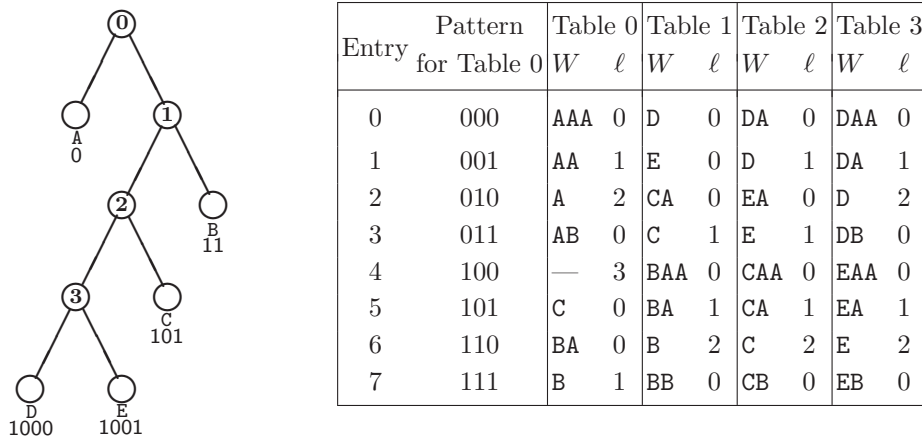 0
1
A
0
2
B
11
3
C
101
D
1000
E
1001
Entry Pattern for Table 0 Table 0 Table 1 Table 2 Table 3
W ℓ W ℓ W ℓ W ℓ
0 000 AAA 0 D 0 DA 0 DAA 0
1 001 AA 1 E 0 D 1 DA 1
2 010 A 2 CA 0 EA 0 D 2
3 011 AB 0 C 1 E 1 DB 0
4 100 — 3 BAA 0 CAA 0 EAA 0
5 101 C 0 BA 1 CA 1 EA 1
6 110 BA 0 B 2 C 2 E 2
7 111 B 1 BB 0 CB 0 EB 0